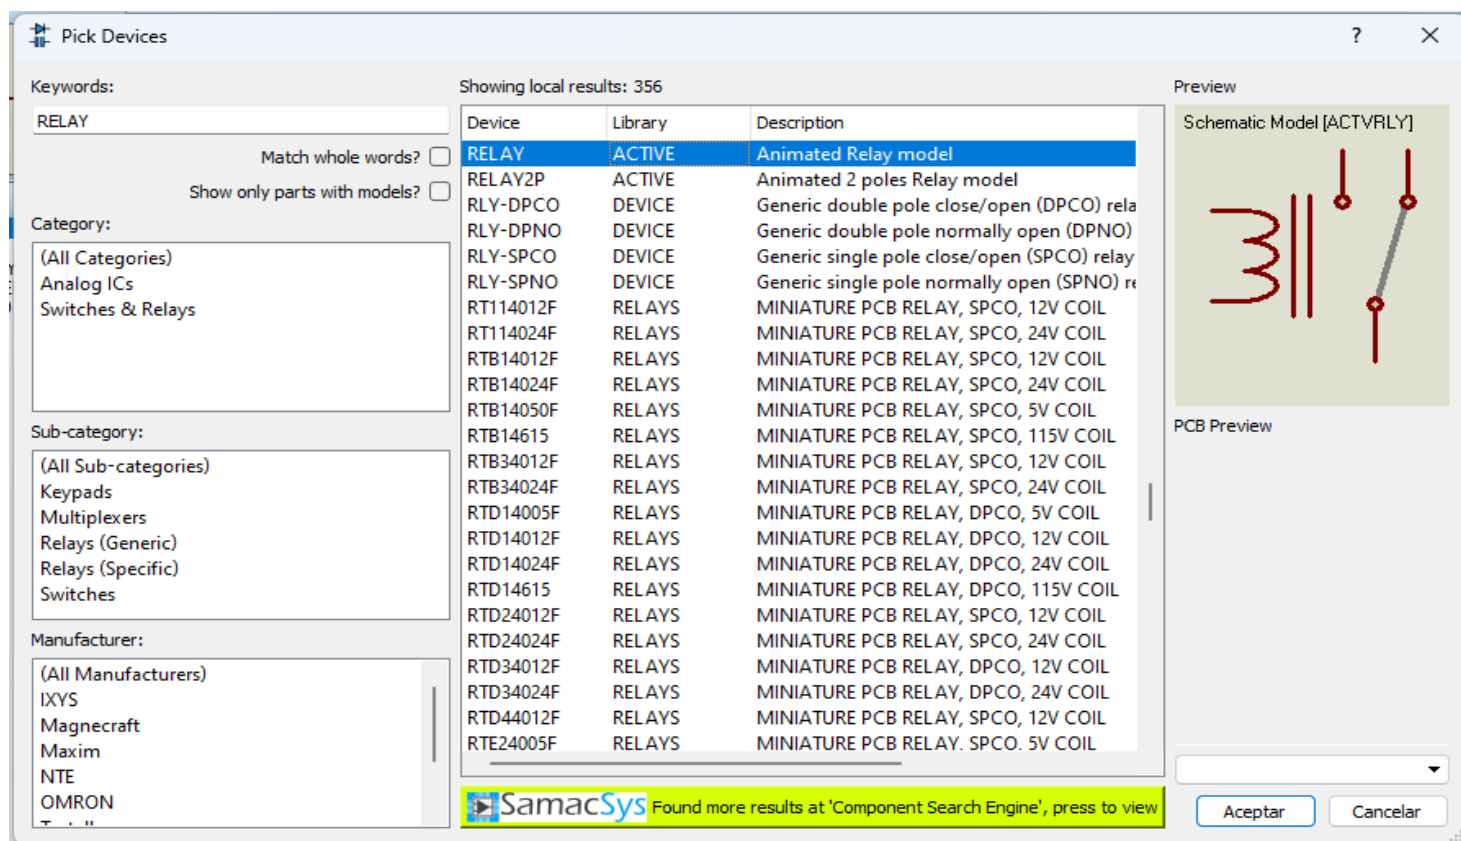 Pick Devices
?
Keywords:
RELAY
Match whole words?
Show only parts with models?
Category:
(All Categories)
Analog ICs
Switches & Relays
Sub-category:
(All Sub-categories)
Keypads
Multiplexers
Relays (Generic)
Relays (Specific)
Switches
Manufacturer:
(All Manufacturers)
IXYS
Magnecraft
Maxim
NTE
OMRON
Showing local results: 356
Device Library Description
RELAY ACTIVE Animated Relay model
RELAY2P ACTIVE Animated 2 poles Relay model
RLY-DPCO DEVICE Generic double pole close/open (DPCO) rela
RLY-DPNO DEVICE Generic double pole normally open (DPNO)
RLY-SPCO DEVICE Generic single pole close/open (SPCO) relay
RLY-SPNO DEVICE Generic single pole normally open (SPNO) re
RT114012F RELAYS MINIATURE PCB RELAY, SPCO, 12V COIL
RT114024F RELAYS MINIATURE PCB RELAY, SPCO, 24V COIL
RTB14012F RELAYS MINIATURE PCB RELAY, SPCO, 12V COIL
RTB14024F RELAYS MINIATURE PCB RELAY, SPCO, 24V COIL
RTB14050F RELAYS MINIATURE PCB RELAY, SPCO, 5V COIL
RTB14615 RELAYS MINIATURE PCB RELAY, SPCO, 115V COIL
RTB34012F RELAYS MINIATURE PCB RELAY, SPCO, 12V COIL
RTB34024F RELAYS MINIATURE PCB RELAY, SPCO, 24V COIL
RTD14005F RELAYS MINIATURE PCB RELAY, DPCO, 5V COIL
RTD14012F RELAYS MINIATURE PCB RELAY, DPCO, 12V COIL
RTD14024F RELAYS MINIATURE PCB RELAY, DPCO, 24V COIL
RTD14615 RELAYS MINIATURE PCB RELAY, DPCO, 115V COIL
RTD24012F RELAYS MINIATURE PCB RELAY, SPCO, 12V COIL
RTD24024F RELAYS MINIATURE PCB RELAY, SPCO, 24V COIL
RTD34012F RELAYS MINIATURE PCB RELAY, DPCO, 12V COIL
RTD34024F RELAYS MINIATURE PCB RELAY, DPCO, 24V COIL
RTD44012F RELAYS MINIATURE PCB RELAY, SPCO, 12V COIL
RTE24005F RELAYS MINIATURE PCB RELAY, SPCO, 5V COIL
SamacSys Found more results at 'Component Search Engine', press to view
Preview
Schematic Model [ACTVRLY]
PCB Preview
Aceptar
Cancelar